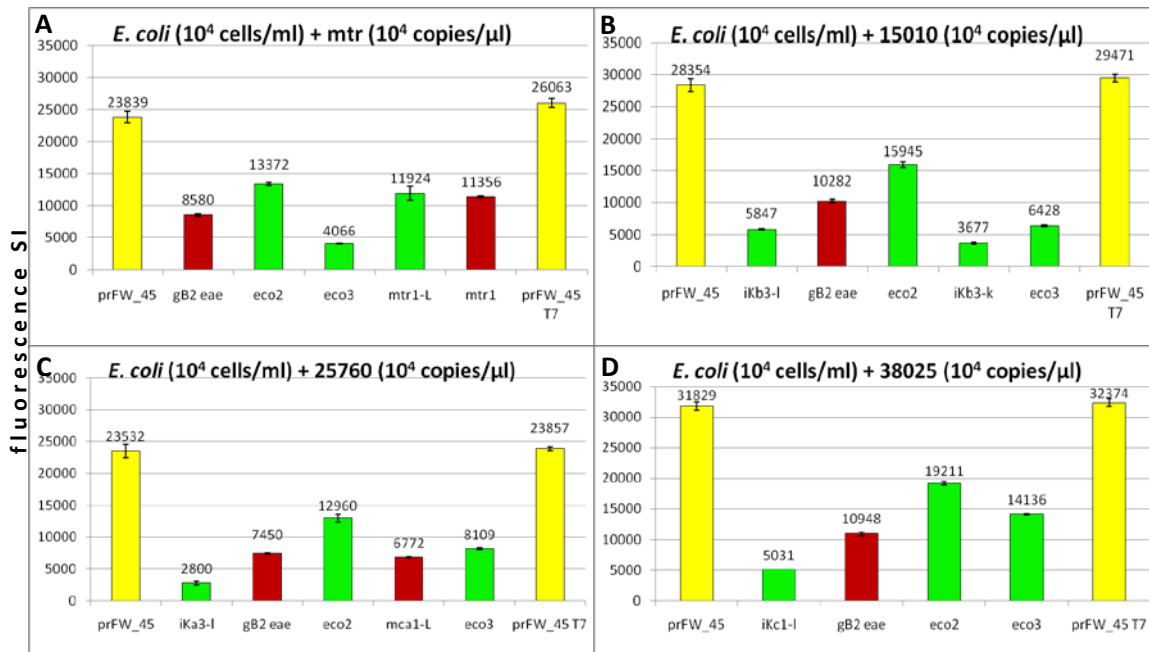 fluorescence SI
A
E. coli (10⁴ cells/ml) + mtr (10⁴ copies/µl)
35000
30000
25000
20000
15000
10000
5000
0
23839
8580
13372
4066
11924
11356
26063
prFW_45
gB2 eae
eco2
eco3
mtr1-L
mtr1
prFW_45
T7
B
E. coli (10⁴ cells/ml) + 15010 (10⁴ copies/µl)
35000
30000
25000
20000
15000
10000
5000
0
28354
5847
10282
15945
3677
6428
29471
prFW_45
iKb3-l
gB2 eae
eco2
iKb3-k
eco3
prFW_45
T7
C
E. coli (10⁴ cells/ml) + 25760 (10⁴ copies/µl)
35000
30000
25000
20000
15000
10000
5000
0
23532
2800
7450
12960
6772
8109
23857
prFW_45
iKa3-l
gB2 eae
eco2
mca1-L
eco3
prFW_45 T7
D
E. coli (10⁴ cells/ml) + 38025 (10⁴ copies/µl)
35000
30000
25000
20000
15000
10000
5000
0
31829
5031
10948
19211
14136
32374
prFW_45
iKc1-l
gB2 eae
eco2
eco3
prFW_45 T7